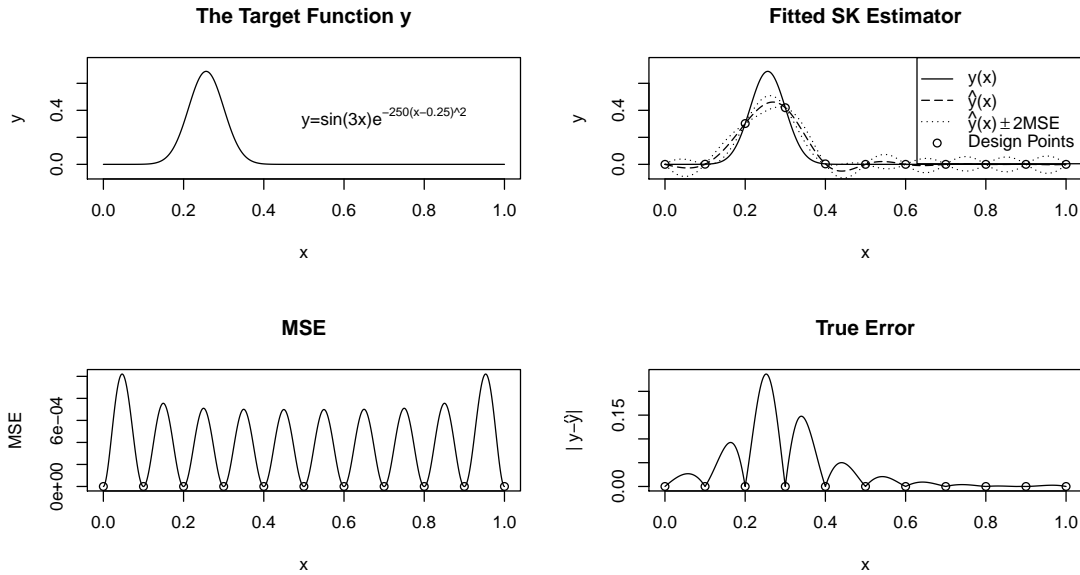 The Target Function y
y
0.0 0.4
y=sin(3x)e^−250(x−0.25)^2
0.0 0.2 0.4 0.6 0.8 1.0
x
Fitted SK Estimator
y
0.0 0.4
y(x)
ŷ(x)
ŷ(x) ± 2MSE
Design Points
0.0 0.2 0.4 0.6 0.8 1.0
x
MSE
MSE
0e+00 6e−04
0.0 0.2 0.4 0.6 0.8 1.0
x
True Error
| y−ŷ|
0.00 0.15
0.0 0.2 0.4 0.6 0.8 1.0
x